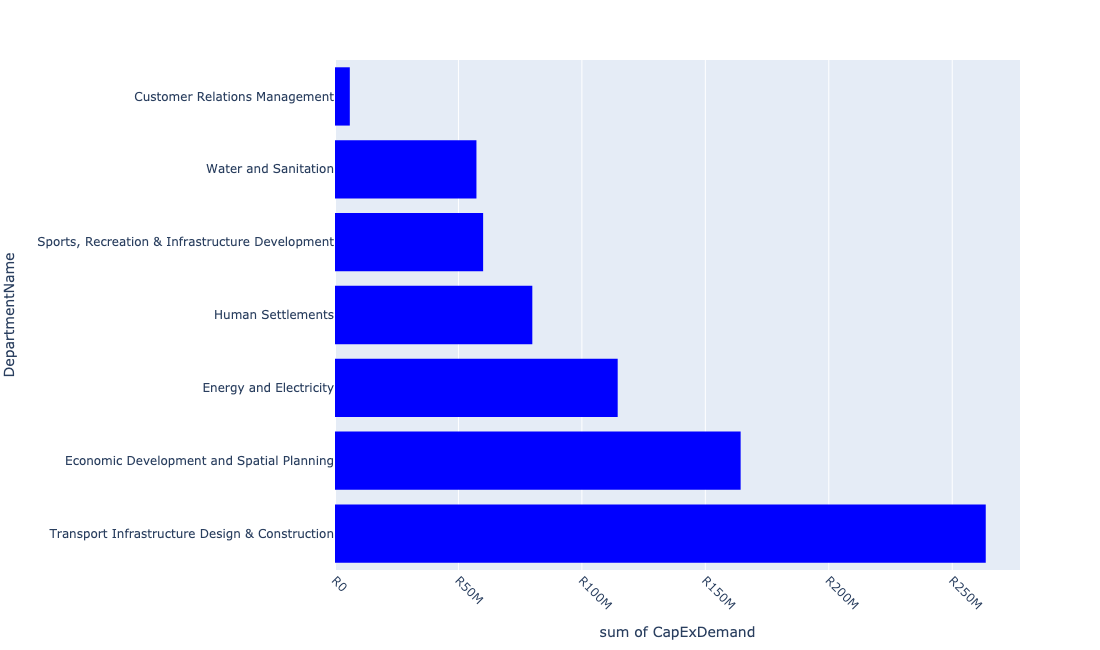 Customer Relations Management
Water and Sanitation
Sports, Recreation & Infrastructure Development
Human Settlements
Energy and Electricity
Economic Development and Spatial Planning
Transport Infrastructure Design & Construction
DepartmentName
R0
R50M
R100M
R150M
R200M
R250M
sum of CapExDemand